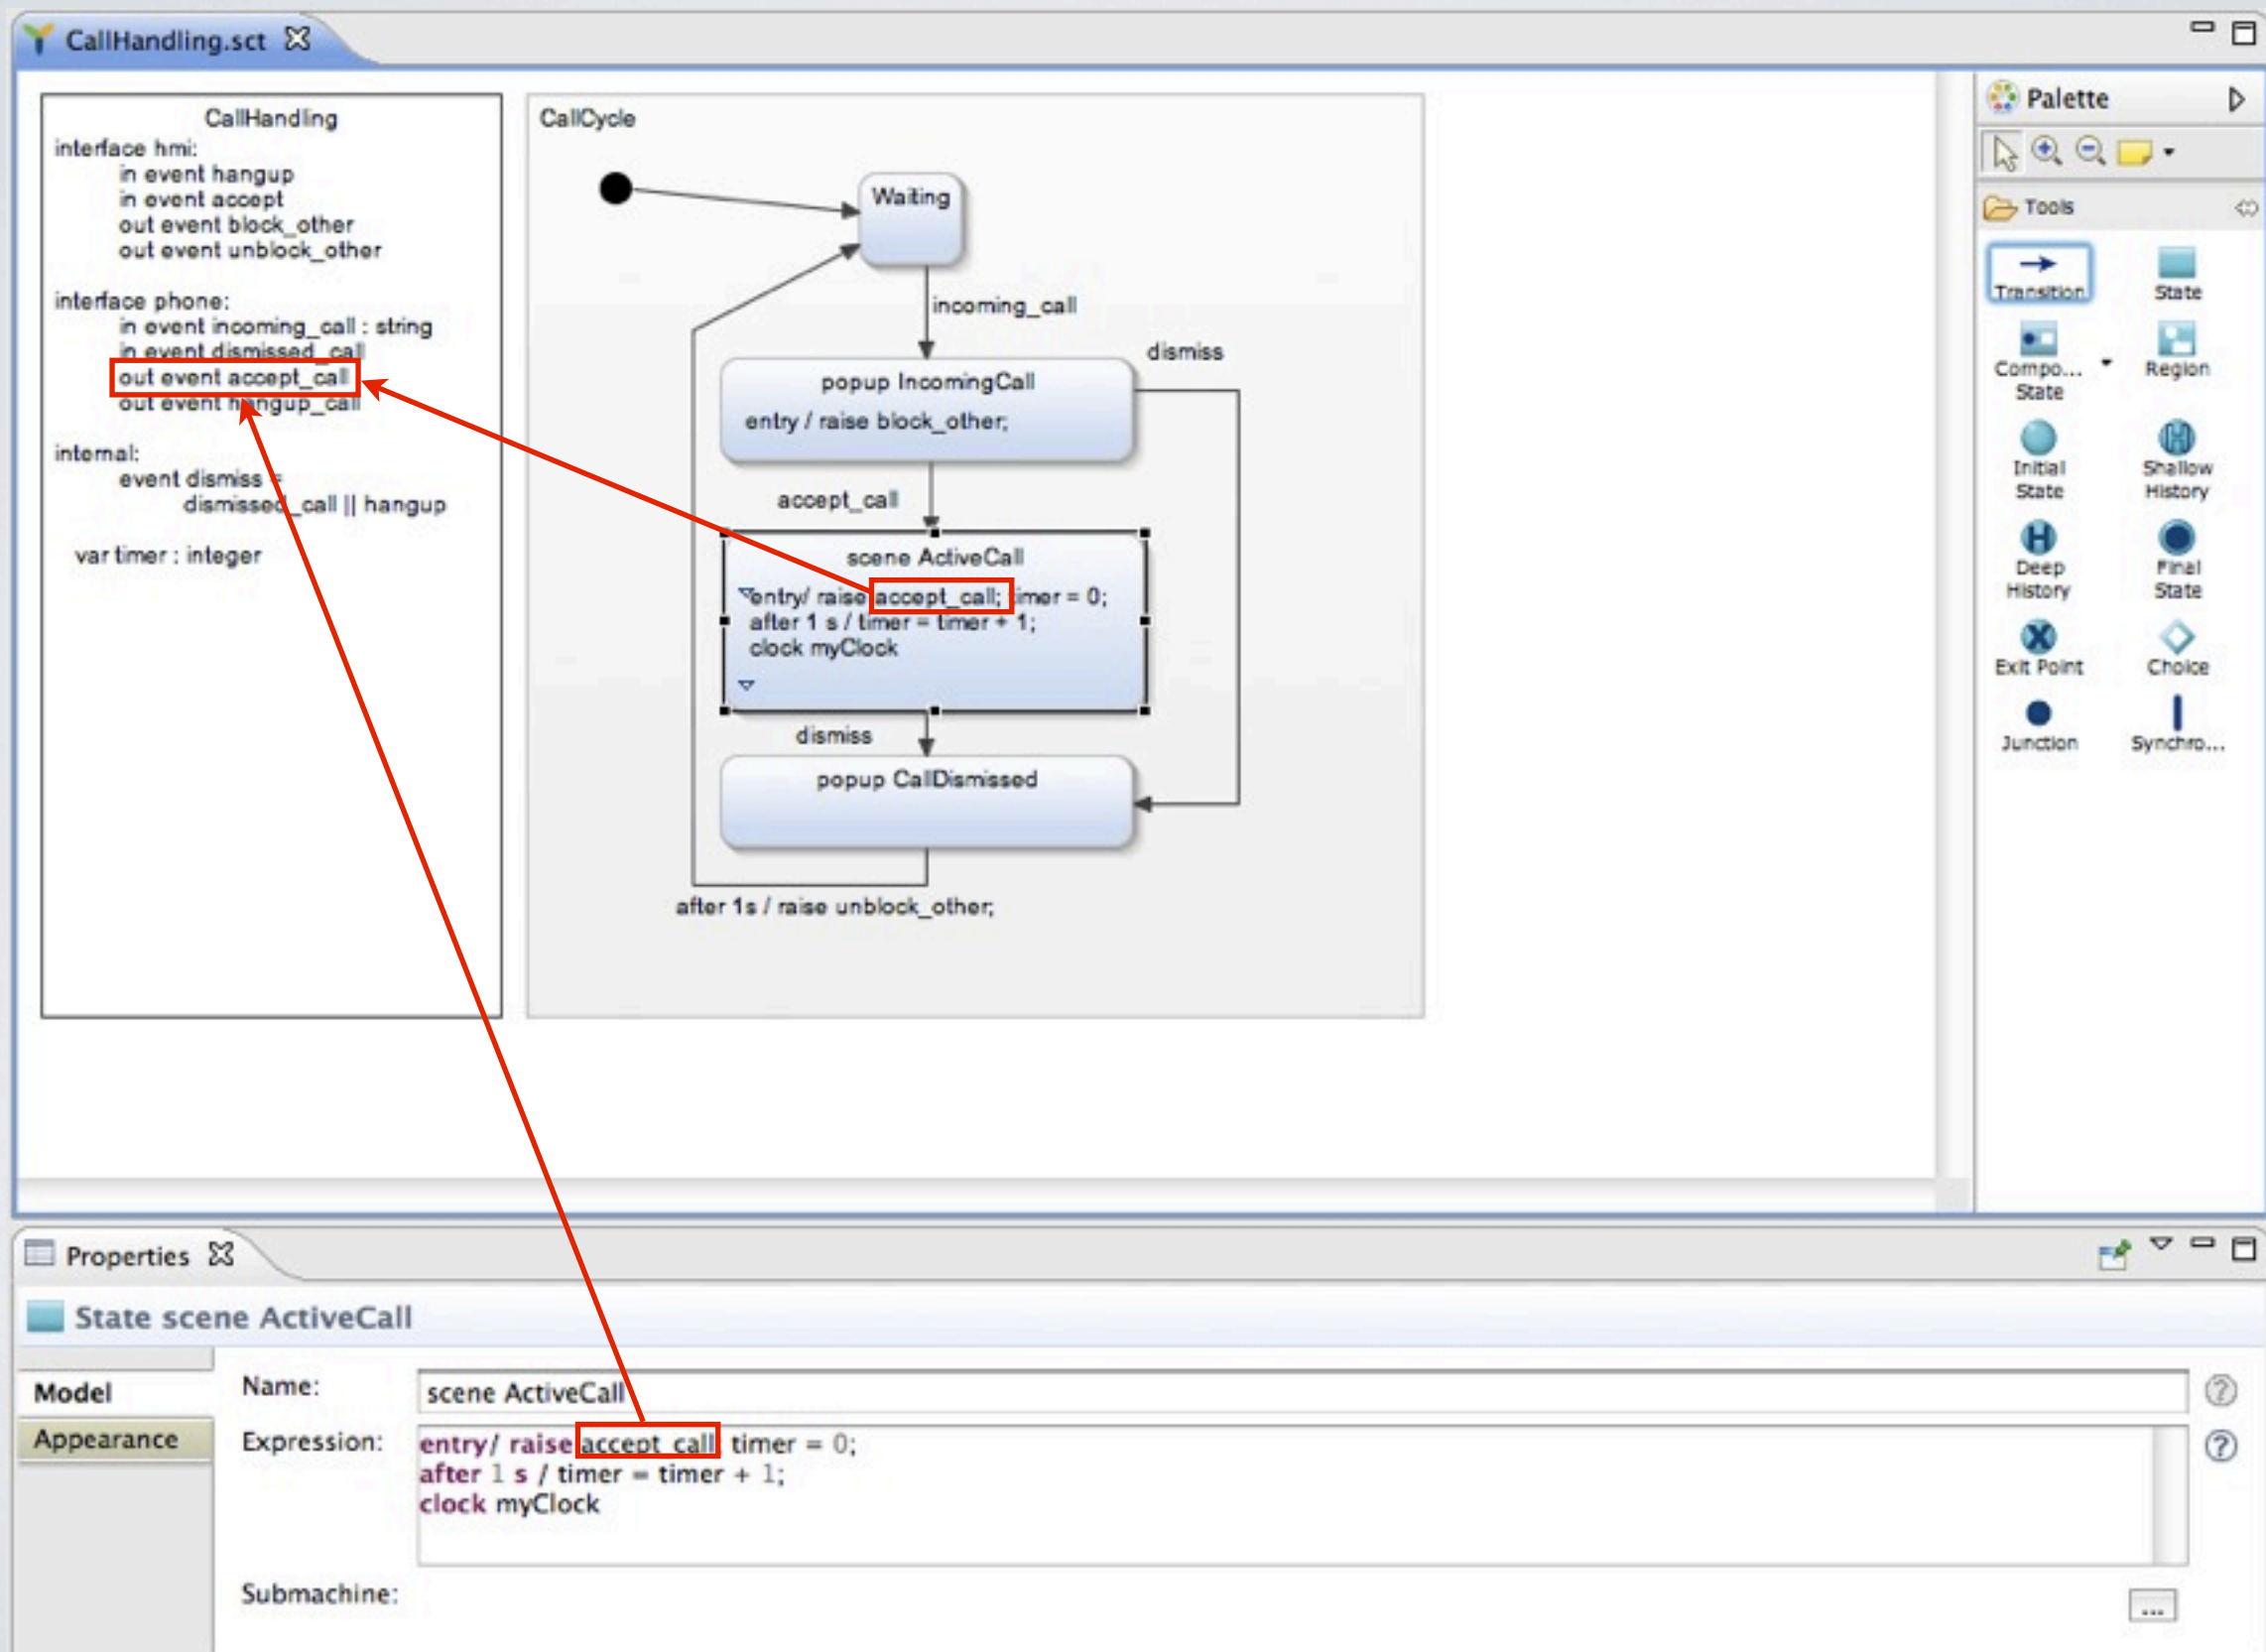 CallHandling.sct
CallHandling
interface hmi:
in event hangup
in event accept
out event block_other
out event unblock_other
interface phone:
in event incoming_call : string
in event dismissed_call
out event accept_call
out event hangup_call
internal:
event dismiss =
dismissed_call || hangup
var timer : integer
CallCycle
Waiting
incoming_call
dismiss
popup IncomingCall
entry / raise block_other;
accept_call
scene ActiveCall
entry/ raise accept_call; timer = 0;
after 1 s / timer = timer + 1;
clock myClock
dismiss
popup CallDismissed
after 1s / raise unblock_other;
Palette
Tools
Transition
State
Compo...
State
Region
Initial
State
Shallow
History
Deep
History
Final
State
Exit Point
Choice
Junction
Synchro...
Properties
State scene ActiveCall
Model
Appearance
Name:
scene ActiveCall
Expression:
entry/ raise accept_call; timer = 0;
after 1 s / timer = timer + 1;
clock myClock
Submachine:
...